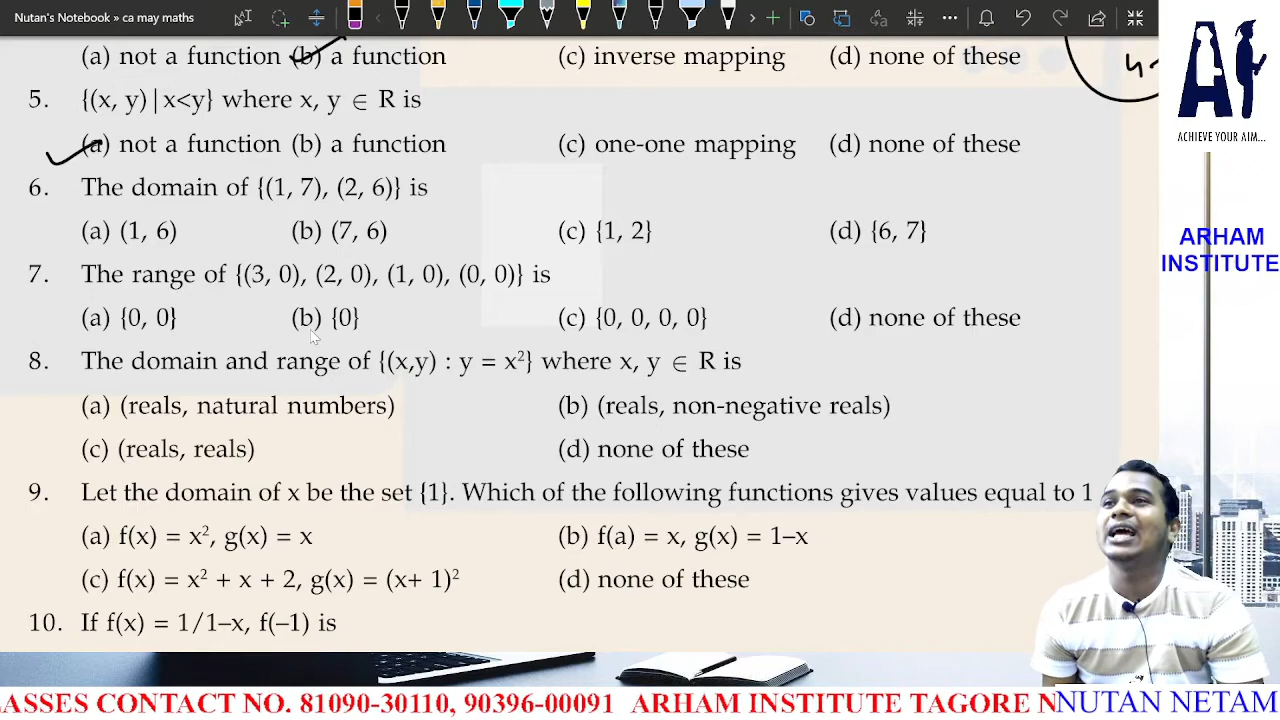 Nutan's Notebook » ca may maths
(a) not a function (b) a function (c) inverse mapping (d) none of these
5. {(x, y)|x<y} where x, y ∈ R is
(a) not a function (b) a function (c) one-one mapping (d) none of these
6. The domain of {(1, 7), (2, 6)} is
(a) (1, 6) (b) (7, 6) (c) {1, 2} (d) {6, 7}
7. The range of {(3, 0), (2, 0), (1, 0), (0, 0)} is
(a) {0, 0} (b) {0} (c) {0, 0, 0, 0} (d) none of these
8. The domain and range of {(x,y) : y = x²} where x, y ∈ R is
(a) (reals, natural numbers) (b) (reals, non-negative reals)
(c) (reals, reals) (d) none of these
9. Let the domain of x be the set {1}. Which of the following functions gives values equal to 1
(a) f(x) = x², g(x) = x (b) f(a) = x, g(x) = 1–x
(c) f(x) = x² + x + 2, g(x) = (x+ 1)² (d) none of these
10. If f(x) = 1/1–x, f(–1) is
Ai
ACHIEVE YOUR AIM...
ARHAM
INSTITUTE
LASSES CONTACT NO. 81090-30110, 90396-00091 ARHAM INSTITUTE TAGORE N
NUTAN NETAM